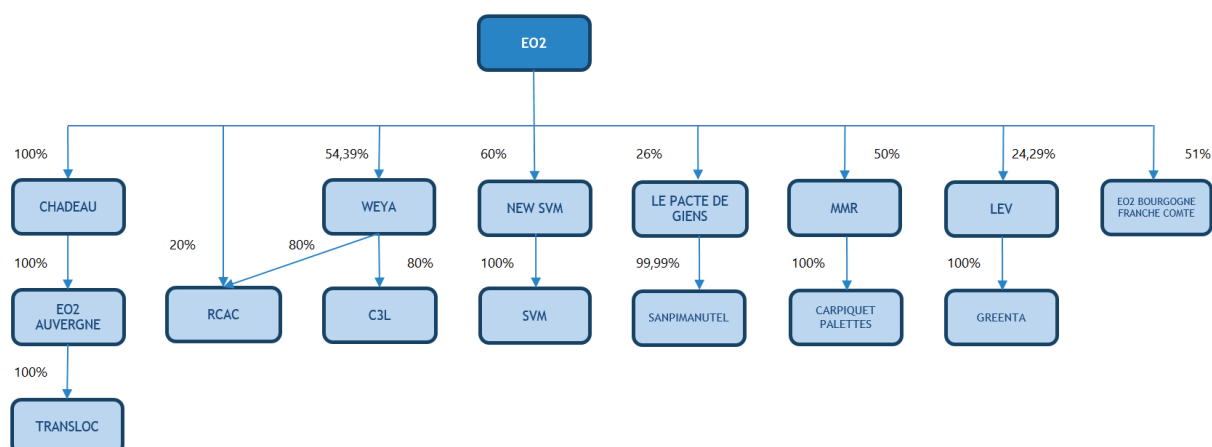 EO2
100%
54,39%
60%
26%
50%
24,29%
51%
CHADEAU
WEYA
NEW SVM
LE PACTE DE
GIENS
MMR
LEV
EO2 BOURGOGNE
FRANCHE COMTE
20%
80%
100%
80%
100%
99,99%
100%
100%
EO2
AUVERGNE
RCAC
C3L
SVM
SANPIMANUTEL
CARPIQUET
PALETTES
GREENTA
100%
TRANSLOC